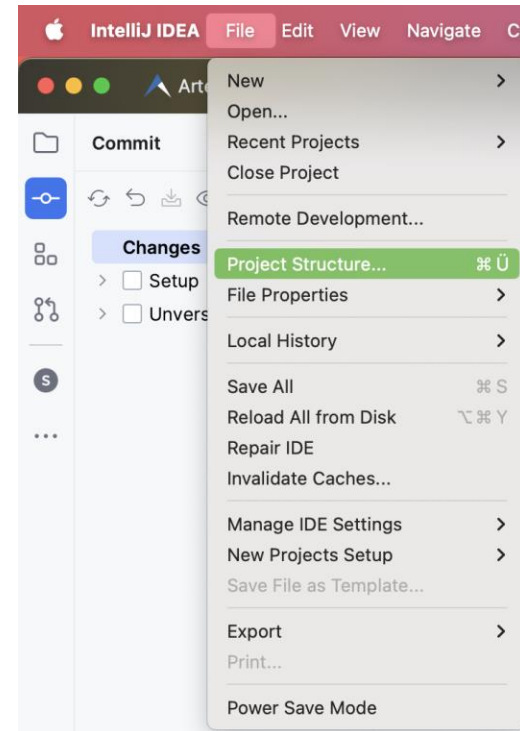 IntelliJ IDEA File Edit View Navigate C
Arte
Commit
Changes
Setup
Unvers
S
New
Open...
Recent Projects
Close Project
Remote Development...
Project Structure... ⌘ Ü
File Properties
Local History
Save All ⌘ S
Reload All from Disk ⌥ ⌘ Y
Repair IDE
Invalidate Caches...
Manage IDE Settings
New Projects Setup
Save File as Template...
Export
Print...
Power Save Mode